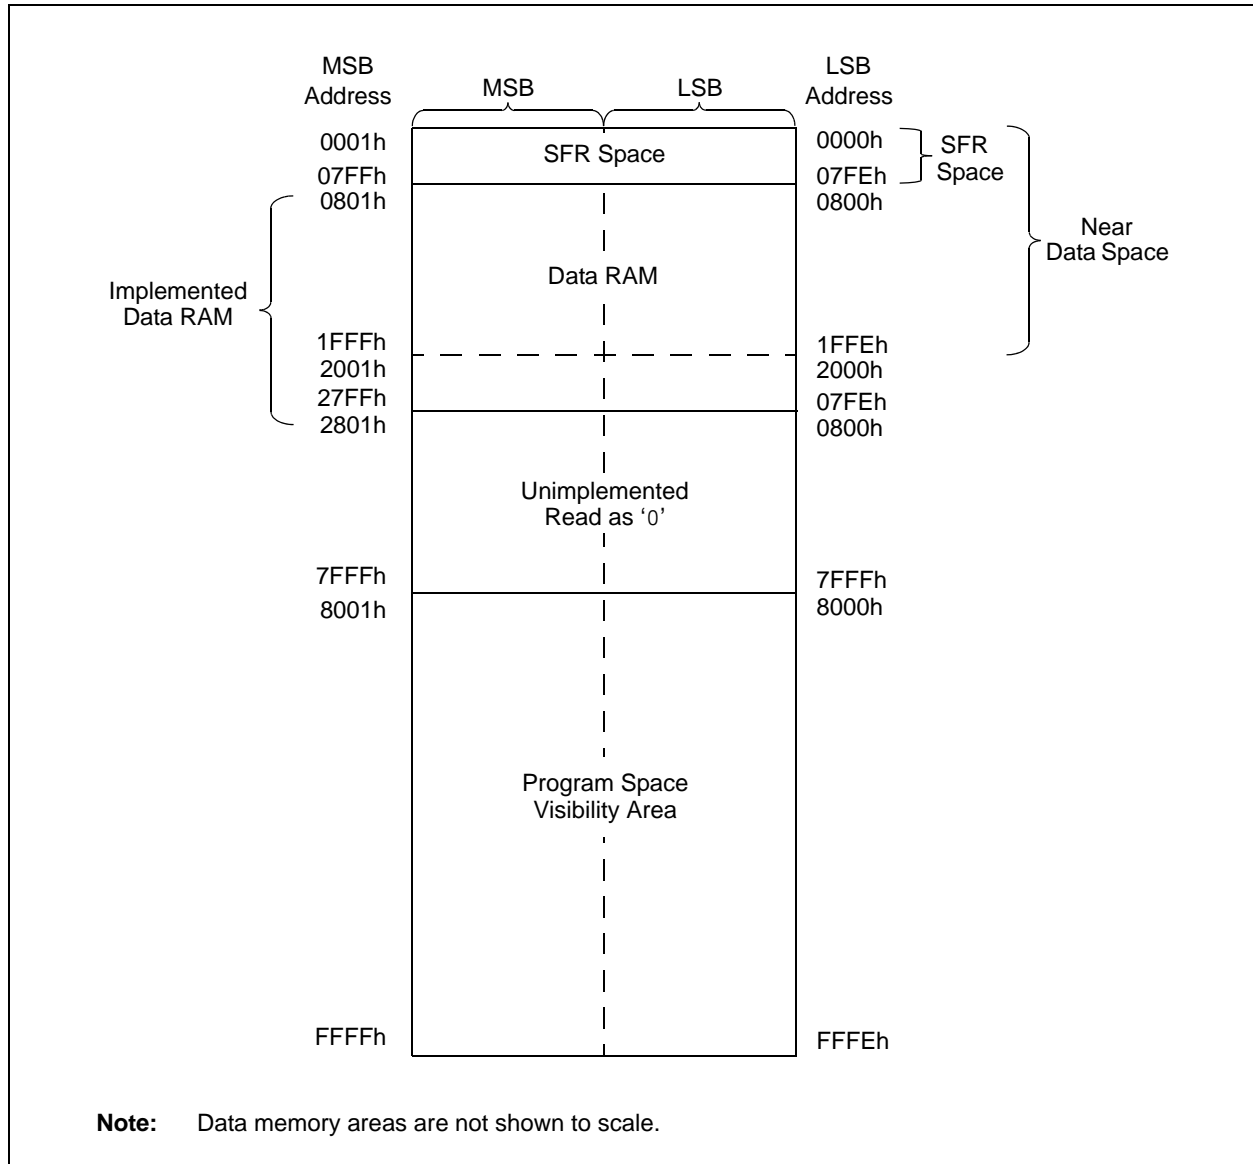 MSB
Address
MSB
LSB
LSB
Address
0001h
SFR Space
0000h
SFR
Space
07FFh
07FEh
0801h
0800h
Near
Data Space
Data RAM
Implemented
Data RAM
1FFFh
1FFEh
2001h
2000h
27FFh
07FEh
2801h
0800h
Unimplemented
Read as ‘0’
7FFFh
7FFFh
8001h
8000h
Program Space
Visibility Area
FFFFh
FFFEh
Note: Data memory areas are not shown to scale.